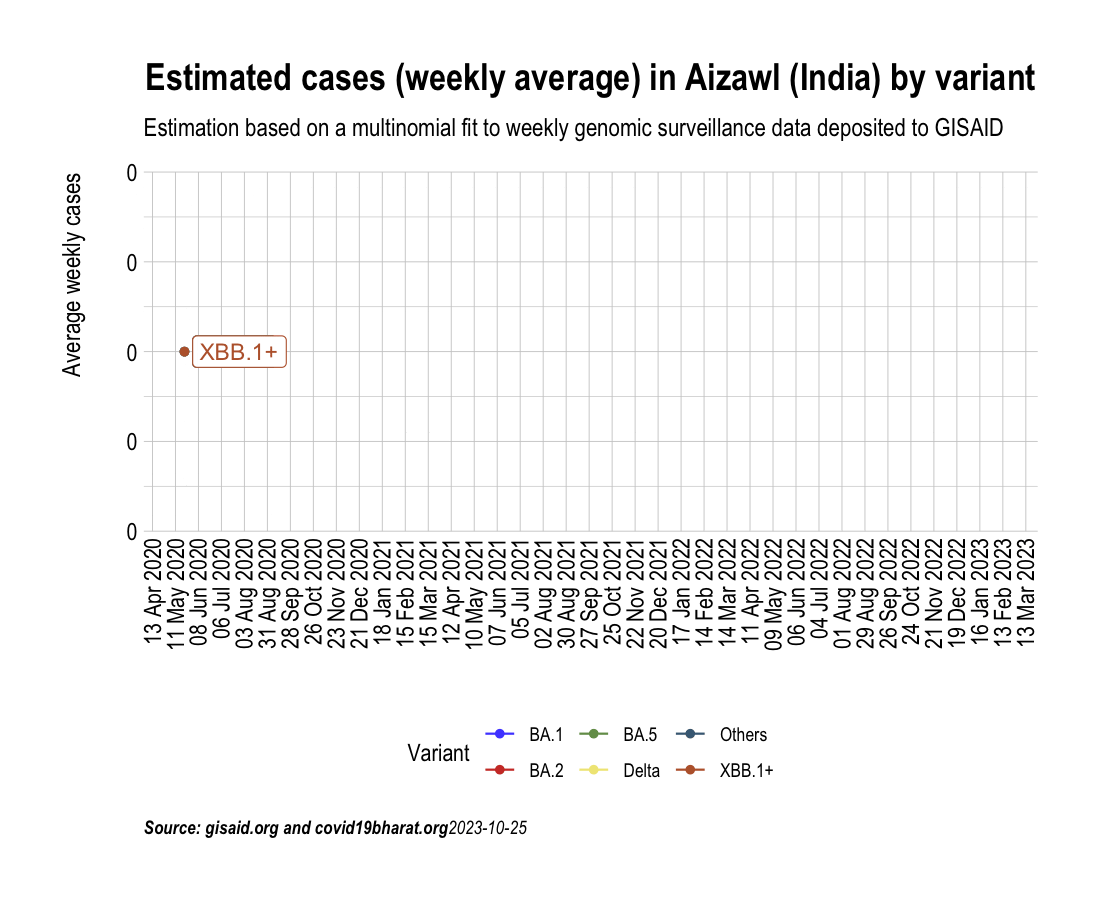 Estimated cases (weekly average) in Aizawl (India) by variant
Estimation based on a multinomial fit to weekly genomic surveillance data deposited to GISAID
Average weekly cases
0
0
0
0
0
XBB.1+
13 Apr 2020
11 May 2020
08 Jun 2020
06 Jul 2020
03 Aug 2020
31 Aug 2020
28 Sep 2020
26 Oct 2020
23 Nov 2020
21 Dec 2020
18 Jan 2021
15 Feb 2021
15 Mar 2021
12 Apr 2021
10 May 2021
07 Jun 2021
05 Jul 2021
02 Aug 2021
30 Aug 2021
27 Sep 2021
25 Oct 2021
22 Nov 2021
20 Dec 2021
17 Jan 2022
14 Feb 2022
14 Mar 2022
11 Apr 2022
09 May 2022
06 Jun 2022
04 Jul 2022
01 Aug 2022
29 Aug 2022
26 Sep 2022
24 Oct 2022
21 Nov 2022
19 Dec 2022
16 Jan 2023
13 Feb 2023
13 Mar 2023
Variant
BA.1
BA.5
Others
BA.2
Delta
XBB.1+
Source: gisaid.org and covid19bharat.org2023-10-25